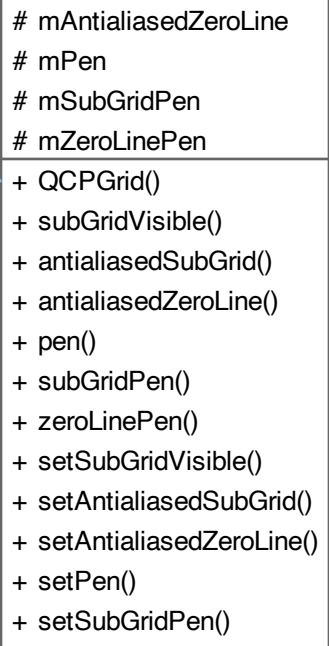 # mAntialiasedZeroLine
# mPen
# mSubGridPen
# mZeroLinePen
+ QCPGrid()
+ subGridVisible()
+ antialiasedSubGrid()
+ antialiasedZeroLine()
+ pen()
+ subGridPen()
+ zeroLinePen()
+ setSubGridVisible()
+ setAntialiasedSubGrid()
+ setAntialiasedZeroLine()
+ setPen()
+ setSubGridPen()